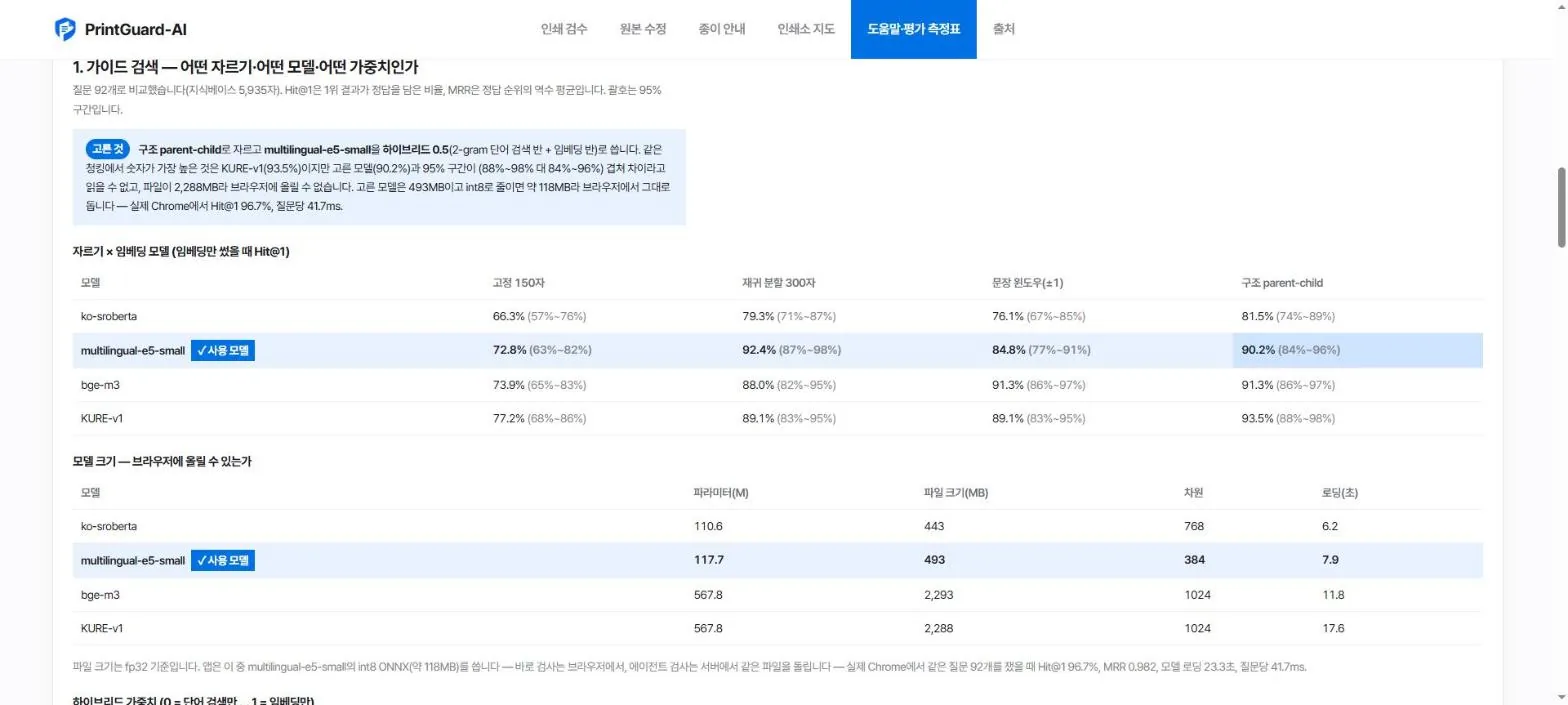 PrintGuard-AI
인쇄 검수 원본 수정 종이 안내 인쇄소 지도 도움말·평가 측정표 출처
1. 가이드 검색 — 어떤 자르기·어떤 모델·어떤 가중치인가
질문 92개로 비교했습니다(지식베이스 5,935자). Hit@1은 1위 결과가 정답을 담은 비율, MRR은 정답 순위의 역수 평균입니다. 괄호는 95%
구간입니다.
고른 것 구조 parent-child로 자르고 multilingual-e5-small을 하이브리드 0.5(2-gram 단어 검색 반 + 임베딩 반)로 씁니다. 같은
청킹에서 숫자가 가장 높은 것은 KURE-v1(93.5%)이지만 고른 모델(90.2%)과 95% 구간이 (88%~98% 대 84%~96%) 겹쳐 차이라고
읽을 수 없고, 파일이 2,288MB라 브라우저에 올릴 수 없습니다. 고른 모델은 493MB이고 int8로 줄이면 약 118MB라 브라우저에서 그대로
돕니다 — 실제 Chrome에서 Hit@1 96.7%, 질문당 41.7ms.
자르기 × 임베딩 모델 (임베딩만 썼을 때 Hit@1)
모델 고정 150자 재귀 분할 300자 문장 윈도우(±1) 구조 parent-child
ko-sroberta 66.3% (57%~76%) 79.3% (71%~87%) 76.1% (67%~85%) 81.5% (74%~89%)
multilingual-e5-small ✓사용 모델 72.8% (63%~82%) 92.4% (87%~98%) 84.8% (77%~91%) 90.2% (84%~96%)
bge-m3 73.9% (65%~83%) 88.0% (82%~95%) 91.3% (86%~97%) 91.3% (86%~97%)
KURE-v1 77.2% (68%~86%) 89.1% (83%~95%) 89.1% (83%~95%) 93.5% (88%~98%)
모델 크기 — 브라우저에 올릴 수 있는가
모델 파라미터(M) 파일 크기(MB) 차원 로딩(초)
ko-sroberta 110.6 443 768 6.2
multilingual-e5-small ✓사용 모델 117.7 493 384 7.9
bge-m3 567.8 2,293 1024 11.8
KURE-v1 567.8 2,288 1024 17.6
파일 크기는 fp32 기준입니다. 앱은 이 중 multilingual-e5-small의 int8 ONNX(약 118MB)를 씁니다 — 바로 검사는 브라우저에서, 에이전트 검사는 서버에서 같은 파일을 돌립니다 — 실제 Chrome에서 같은 질문 92개를 쟀을 때 Hit@1 96.7%, MRR 0.982, 모델 로딩 23.3초, 질문당 41.7ms.
하이브리드 가중치 (0 = 단어 검색만 … 1 = 임베딩만)